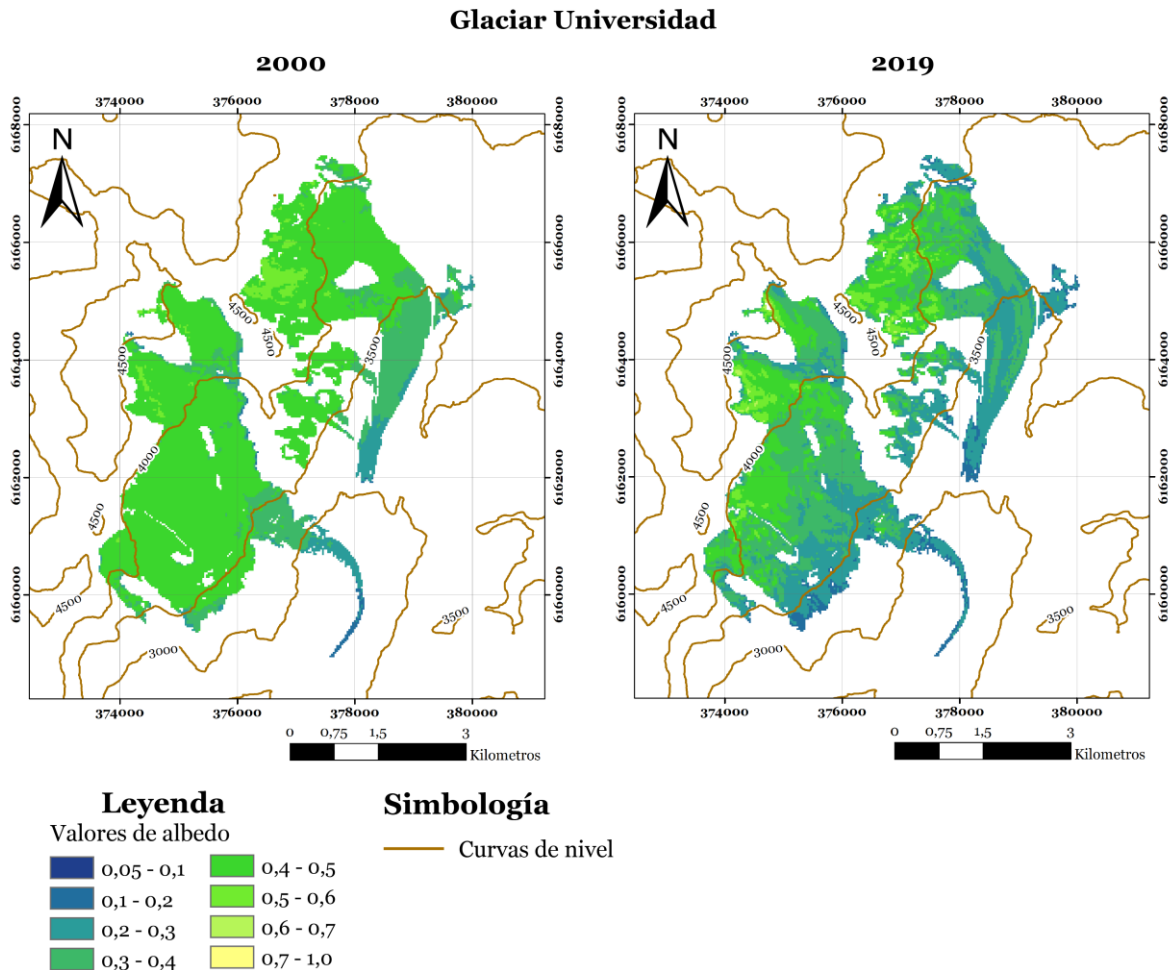 Glaciar Universidad
2000
2019
374000 376000 378000 380000
374000 376000 378000 380000
6168000
6168000
6168000
6168000
N
N
6166000
6166000
6166000
6166000
4500
4500
4500
4500
4500
3500
4500
3500
6164000
6164000
6164000
6164000
4000
4000
6162000
6162000
6162000
6162000
4500
4500
4500
3500
3500
4500
3500
3500
6160000
6160000
6160000
6160000
3000
3000
374000 376000 378000 380000
374000 376000 378000 380000
0 0,75 1,5 3
Kilometros
0 0,75 1,5 3
Kilometros
Leyenda
Valores de albedo
0,05 - 0,1
0,1 - 0,2
0,2 - 0,3
0,3 - 0,4
0,4 - 0,5
0,5 - 0,6
0,6 - 0,7
0,7 - 1,0
Simbología
Curvas de nivel